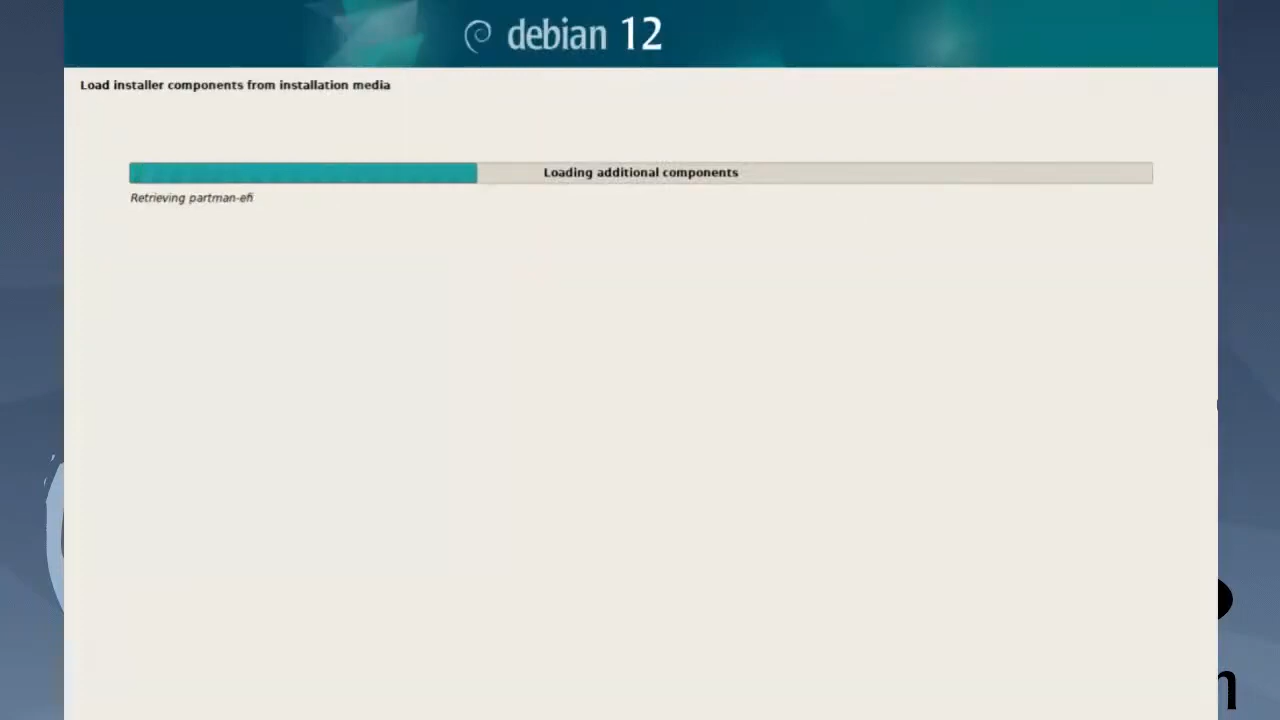 debian 12
Load installer components from installation media
Loading additional components
Retrieving partman-efi